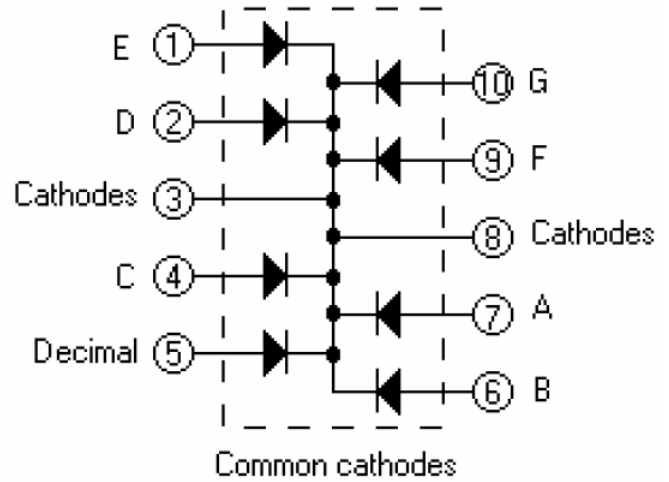 E 1
10 G
D 2
9 F
Cathodes 3
8 Cathodes
C 4
7 A
Decimal 5
6 B
Common cathodes